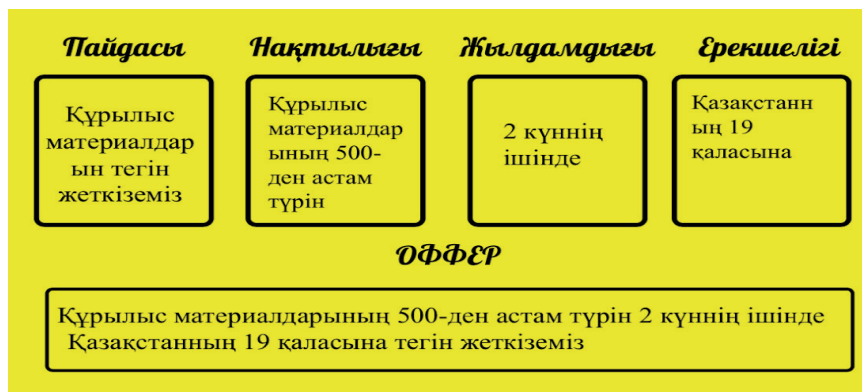 Пайдасы Нақтылығы Жылдамдығы Ерекшелігі
Құрылыс
материалдар
ын тегін
жеткіземіз
Құрылыс
материалдар
ының 500-
ден астам
түрін
2 күннің
ішінде
Қазақстанн
ың 19
қаласына
ОФФЕР
Құрылыс материалдарының 500-ден астам түрін 2 күннің ішінде
Қазақстанның 19 қаласына тегін жеткіземіз